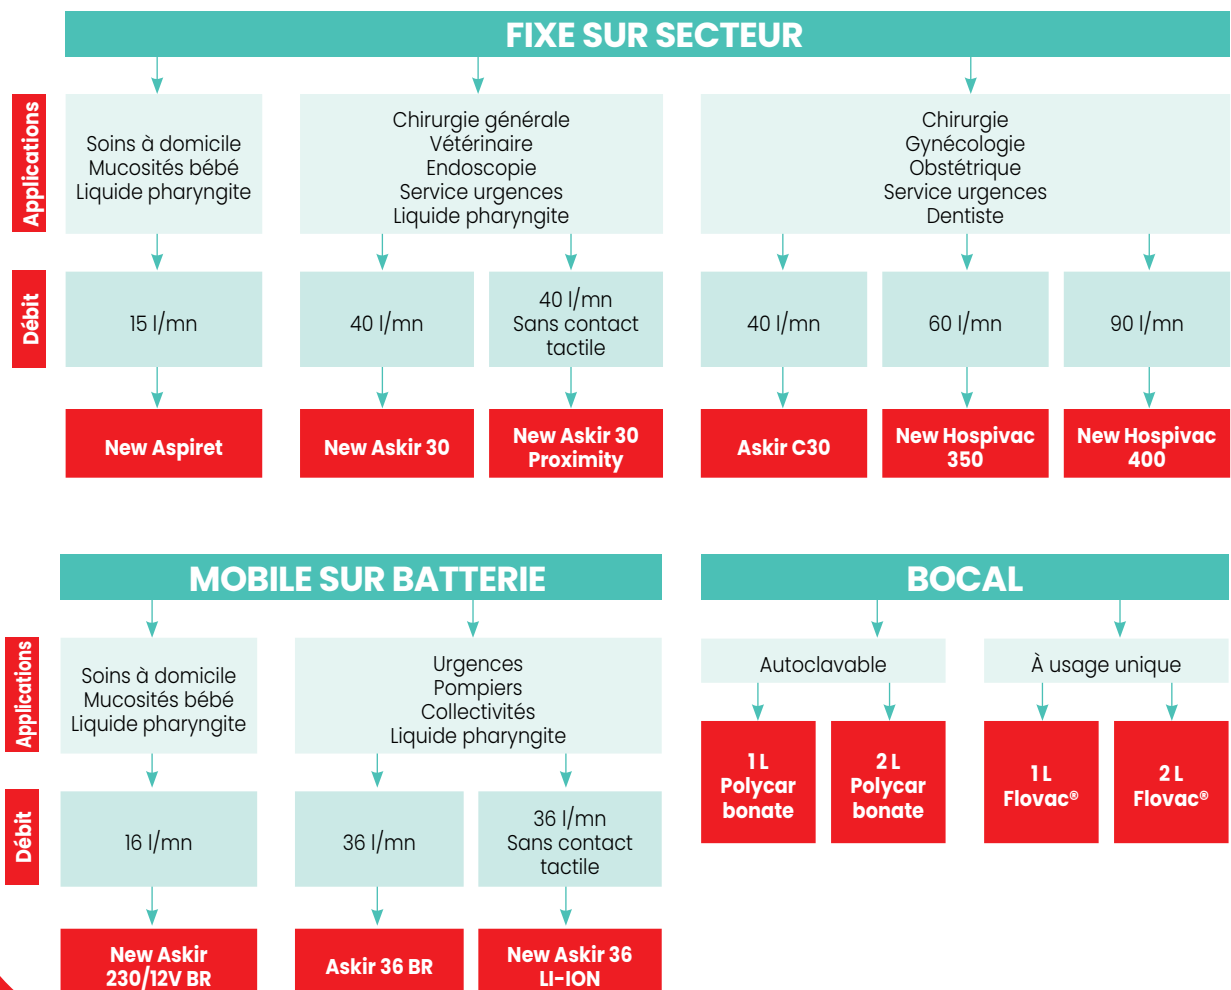 FIXE SUR SECTEUR
Applications
Soins à domicile
Mucosités bébé
Liquide pharyngite
Chirurgie générale
Vétérinaire
Endoscopie
Service urgences
Liquide pharyngite
Chirurgie
Gynécologie
Obstétrique
Service urgences
Dentiste
Débit
15 l/mn
40 l/mn
40 l/mn
Sans contact
tactile
40 l/mn
60 l/mn
90 l/mn
New Aspiret
New Askir 30
New Askir 30
Proximity
Askir C30
New Hospivac
350
New Hospivac
400
MOBILE SUR BATTERIE
Applications
Soins à domicile
Mucosités bébé
Liquide pharyngite
Urgences
Pompiers
Collectivités
Liquide pharyngite
Débit
16 l/mn
36 l/mn
36 l/mn
Sans contact
tactile
New Askir
230/12V BR
Askir 36 BR
New Askir 36
LI-ION
BOCAL
Autoclavable
À usage unique
1 L
Polycar
bonate
2 L
Polycar
bonate
1 L
Flovac®
2 L
Flovac®